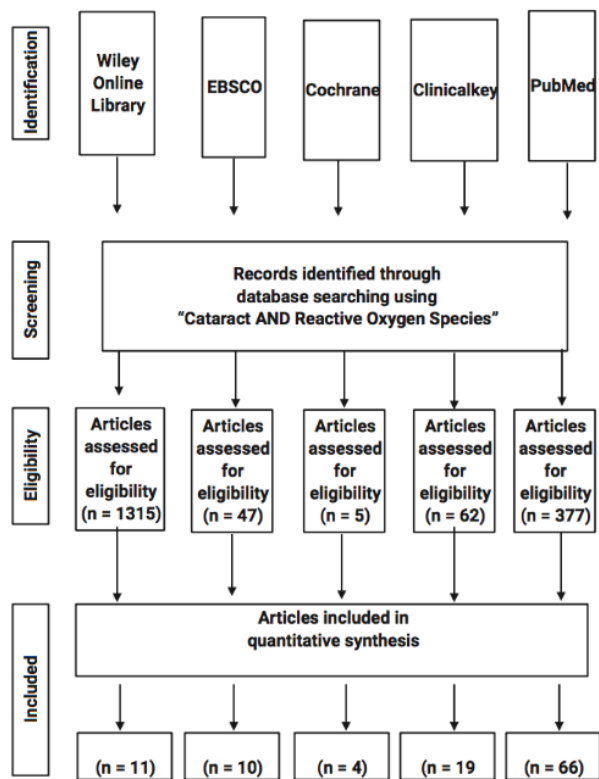 Identification
Wiley
Online
Library
EBSCO
Cochrane
Clinicalkey
PubMed
Screening
Records identified through
database searching using
“Cataract AND Reactive Oxygen Species”
Eligibility
Articles
assessed
for
eligibility
(n = 1315)
Articles
assessed
for
eligibility
(n = 47)
Articles
assessed
for
eligibility
(n = 5)
Articles
assessed
for
eligibility
(n = 62)
Articles
assessed
for
eligibility
(n = 377)
Included
Articles included in
quantitative synthesis
(n = 11)
(n = 10)
(n = 4)
(n = 19
(n = 66)